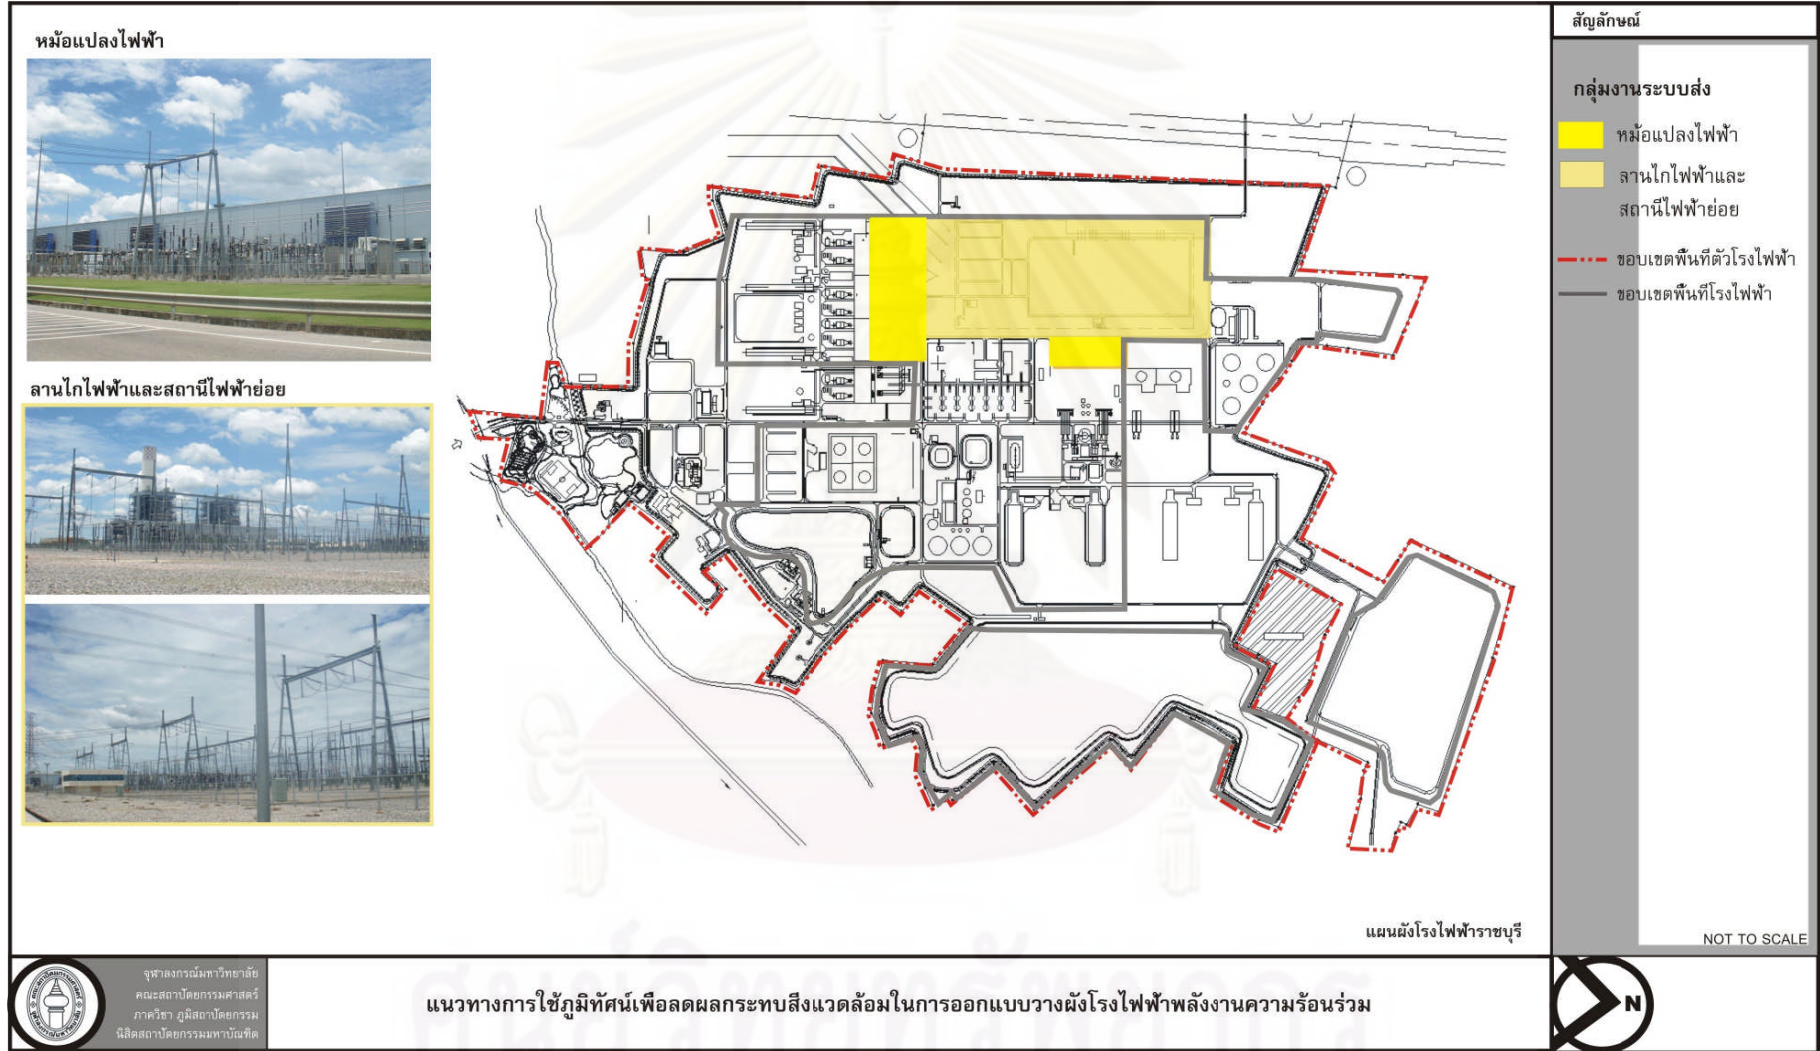 หม้อแปลงไฟฟ้า
ลานไกไฟฟ้าและสถานีไฟฟ้าย่อย
สัญลักษณ์
กลุ่มงานระบบส่ง
หม้อแปลงไฟฟ้า
ลานไกไฟฟ้าและ
สถานีไฟฟ้าย่อย
ขอบเขตพื้นที่ตัวโรงไฟฟ้า
ขอบเขตพื้นที่โรงไฟฟ้า
แผนผังโรงไฟฟ้าราชบุรี
NOT TO SCALE
จุฬาลงกรณ์มหาวิทยาลัย
คณะสถาปัตยกรรมศาสตร์
ภาควิชา ภูมิสถาปัตยกรรม
นิสิตสถาปัตยกรรมมหาบัณฑิต
แนวทางการใช้ภูมิทัศน์เพื่อลดผลกระทบสิ่งแวดล้อมในการออกแบบวางผังโรงไฟฟ้าพลังงานความร้อนร่วม
N
ศูนย์วิทยทรัพยากร